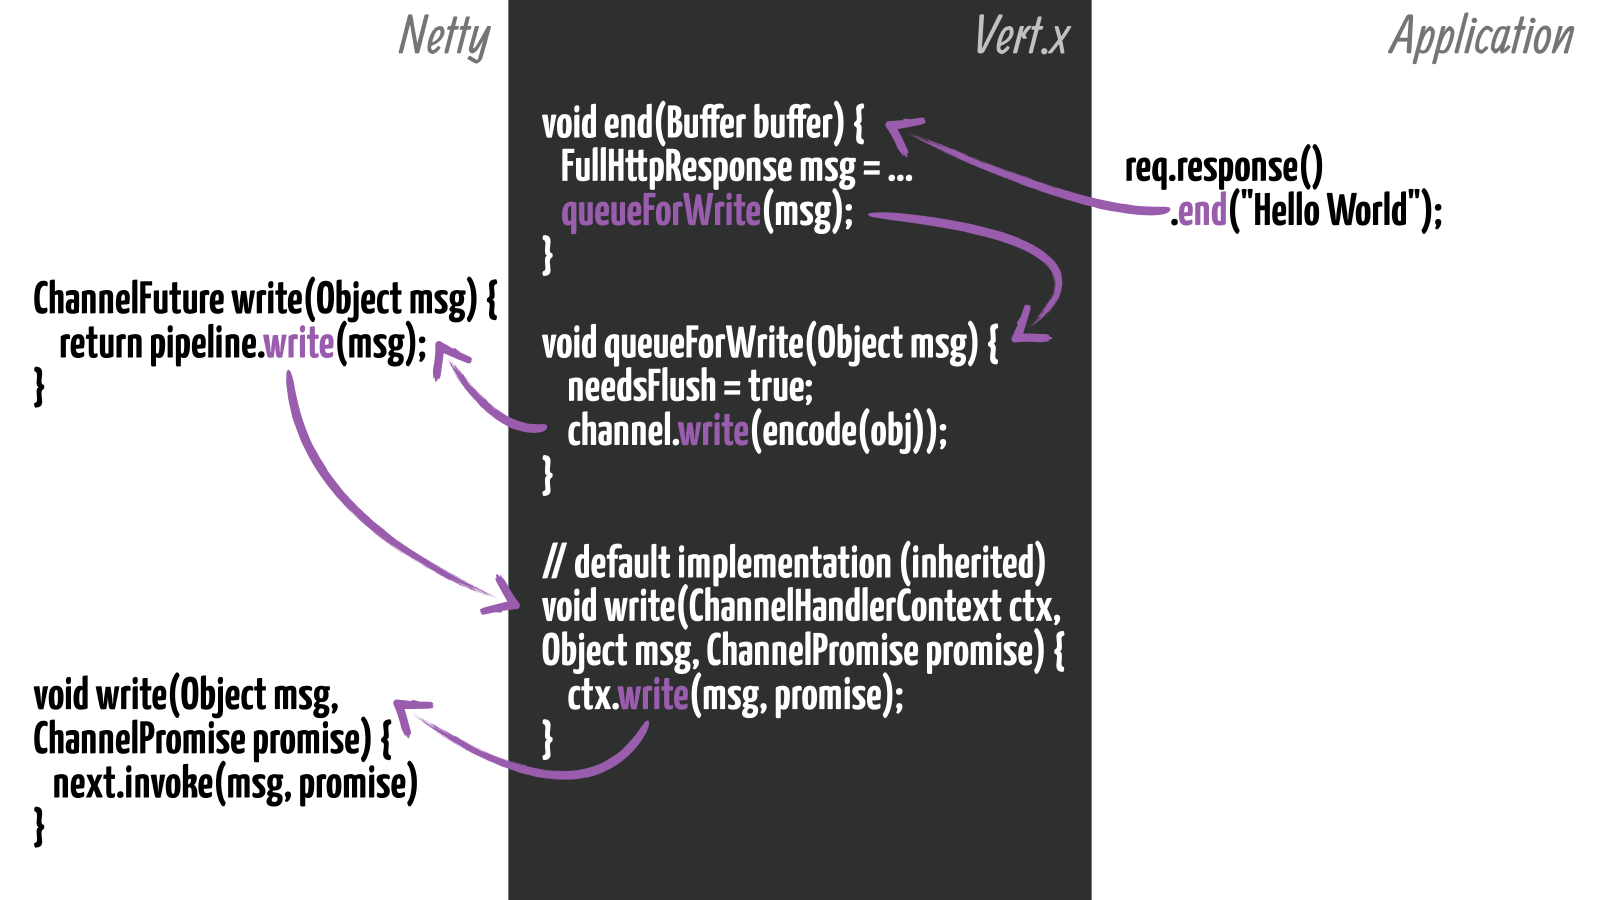 Netty
Vert.x
Application
ChannelFuture write(Object msg) {
return pipeline.write(msg);
}
void write(Object msg,
ChannelPromise promise) {
next.invoke(msg, promise)
}
void end(Buffer buffer) {
FullHttpResponse msg = ...
queueForWrite(msg);
}
void queueForWrite(Object msg) {
needsFlush = true;
channel.write(encode(obj));
}
// default implementation (inherited)
void write(ChannelHandlerContext ctx,
Object msg, ChannelPromise promise) {
ctx.write(msg, promise);
}
req.response()
.end("Hello World");